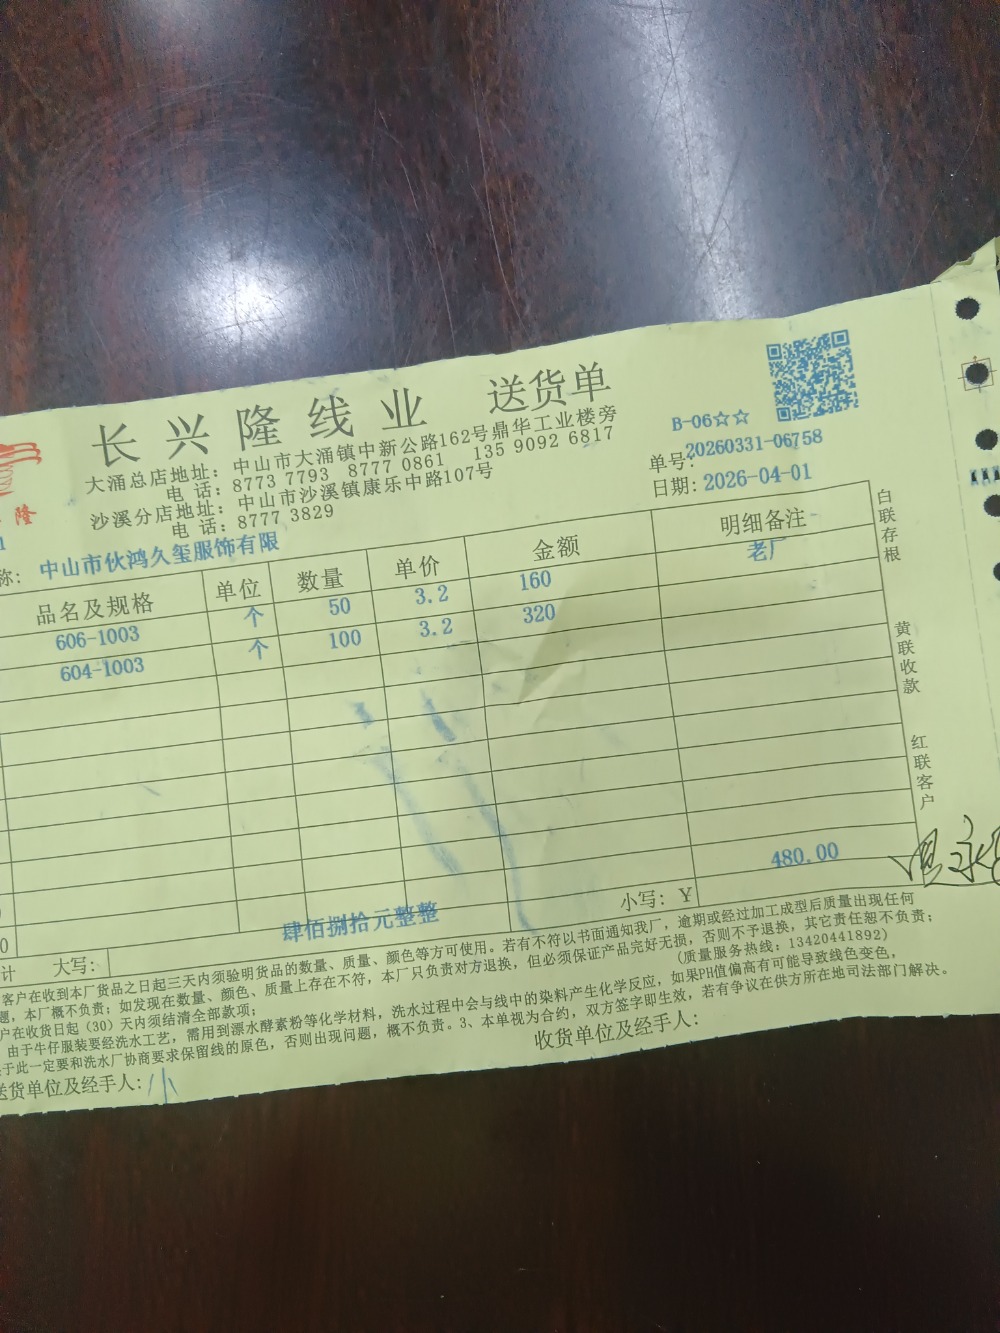 长兴隆线业 送货单
大涌总店地址：中山市大涌镇中新公路162号鼎华工业楼旁
电 话：8773 7793 8777 0861 135 9092 6817
沙溪分店地址：中山市沙溪镇康乐中路107号
电 话：8777 3829
B-06☆☆
单号:20260331-06758
日期: 2026-04-01
隆
1
称: 中山市伙鸿久玺服饰有限
品名及规格 单位 数量 单价 金额 明细备注
606-1003 个 50 3.2 160 老厂
604-1003 个 100 3.2 320
白联存根
黄联收款
红联客户
480.00
小写：￥
计 大写: 肆佰捌拾元整整
客户在收到本厂货品之日起三天内须验明货品的数量、质量、颜色等方可使用。若有不符以书面通知我厂，逾期或经过加工成型后质量出现任何
题，本厂概不负责；如发现在数量、颜色、质量上存在不符，本厂只负责对方退换，但必须保证产品完好无损，否则不予退换，其它责任恕不负责；
户在收货日起（30）天内须结清全部款项； (质量服务热线：13420441892)
由于牛仔服装要经洗水工艺，需用到漂水酵素粉等化学材料，洗水过程中会与线中的染料产生化学反应，如果PH值偏高有可能导致线色变色，
于此一定要和洗水厂协商要求保留线的原色，否则出现问题，概不负责。3、本单视为合约，双方签字即生效，若有争议在供方所在地司法部门解决。
送货单位及经手人: 小 收货单位及经手人: